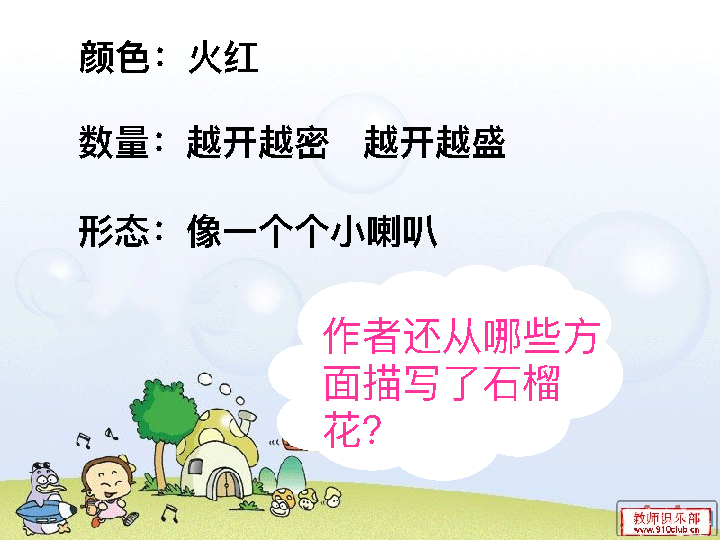 颜色：火红
数量：越开越密 越开越盛
形态：像一个个小喇叭
作者还从哪些方
面描写了石榴
花？
教师俱乐部
www.910club.cn